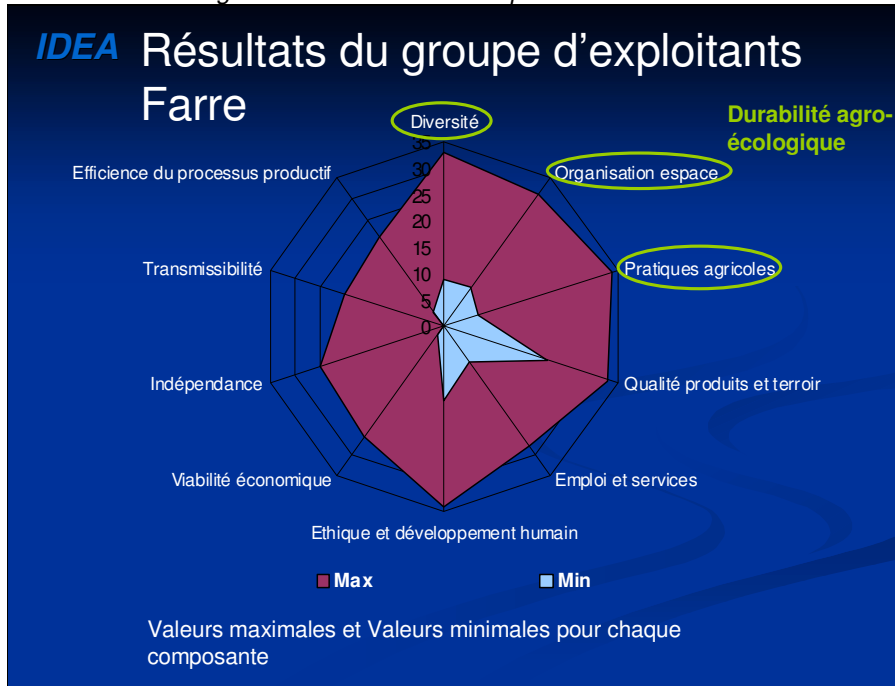 IDEA Résultats du groupe d'exploitants
Farre
Durabilité agro-
écologique
Diversité
Organisation espace
Pratiques agricoles
Qualité produits et terroir
Emploi et services
Ethique et développement humain
Viabilité économique
Indépendance
Transmissibilité
Efficience du processus productif
35
30
25
20
15
10
5
0
Max Min
Valeurs maximales et Valeurs minimales pour chaque
composante